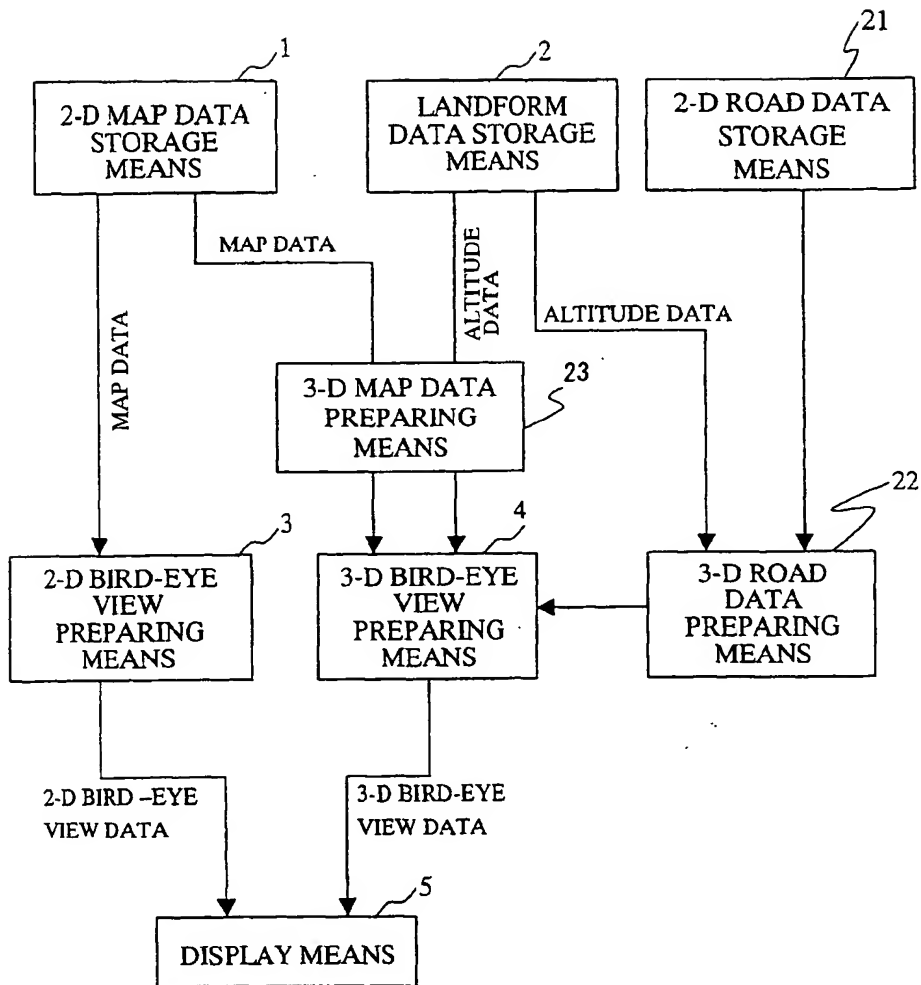 1
2
21
2-D MAP DATA
STORAGE
MEANS
LANDFORM
DATA STORAGE
MEANS
2-D ROAD DATA
STORAGE
MEANS
MAP DATA
MAP DATA
ALTITUDE
DATA
ALTITUDE DATA
3-D MAP DATA
PREPARING
MEANS
23
22
3
4
2-D BIRD-EYE
VIEW
PREPARING
MEANS
3-D BIRD-EYE
VIEW
PREPARING
MEANS
3-D ROAD
DATA
PREPARING
MEANS
2-D BIRD –EYE
VIEW DATA
3-D BIRD-EYE
VIEW DATA
5
DISPLAY MEANS